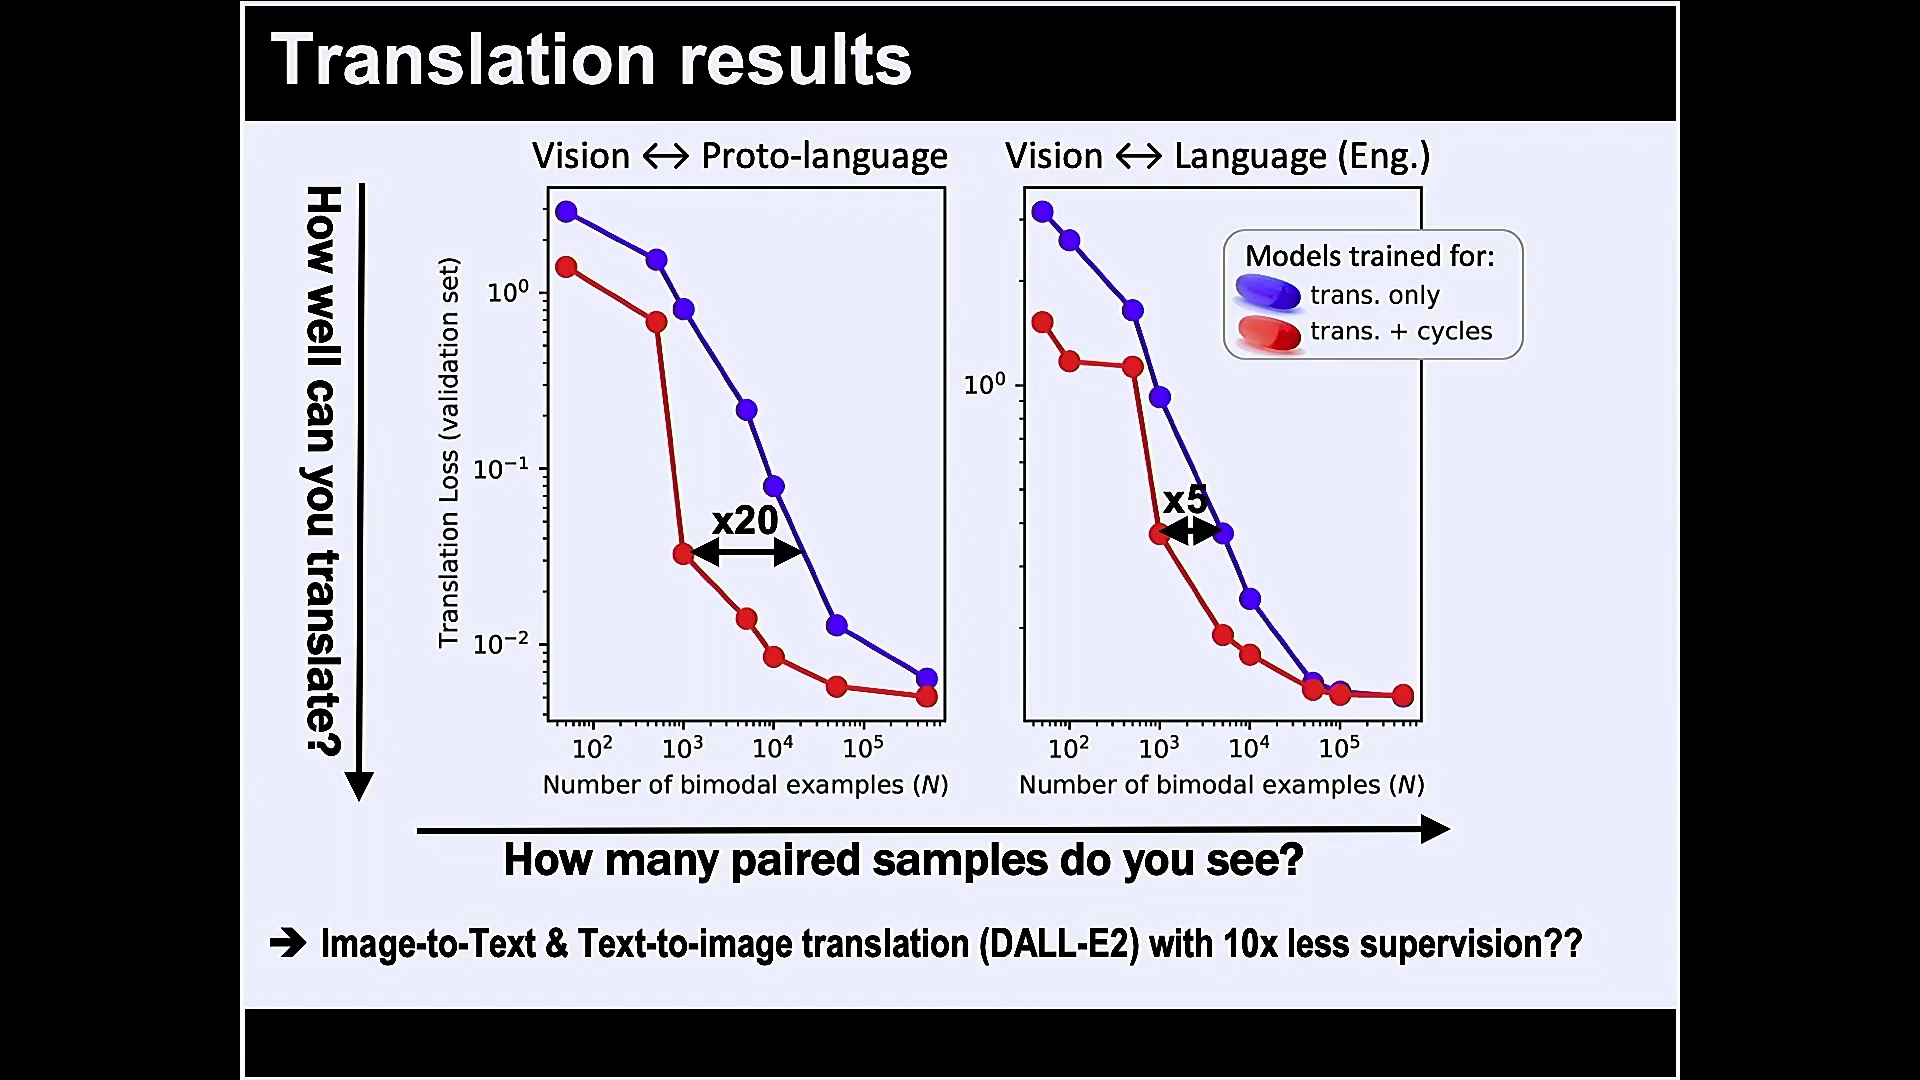 Translation results
Vision ↔ Proto-language
Vision ↔ Language (Eng.)
How well can you translate?
Translation Loss (validation set)
10⁰
10⁻¹
10⁻²
x20
10² 10³ 10⁴ 10⁵
Number of bimodal examples (N)
10⁰
x5
Models trained for:
trans. only
trans. + cycles
10² 10³ 10⁴ 10⁵
Number of bimodal examples (N)
How many paired samples do you see?
➔ Image-to-Text & Text-to-image translation (DALL-E2) with 10x less supervision??